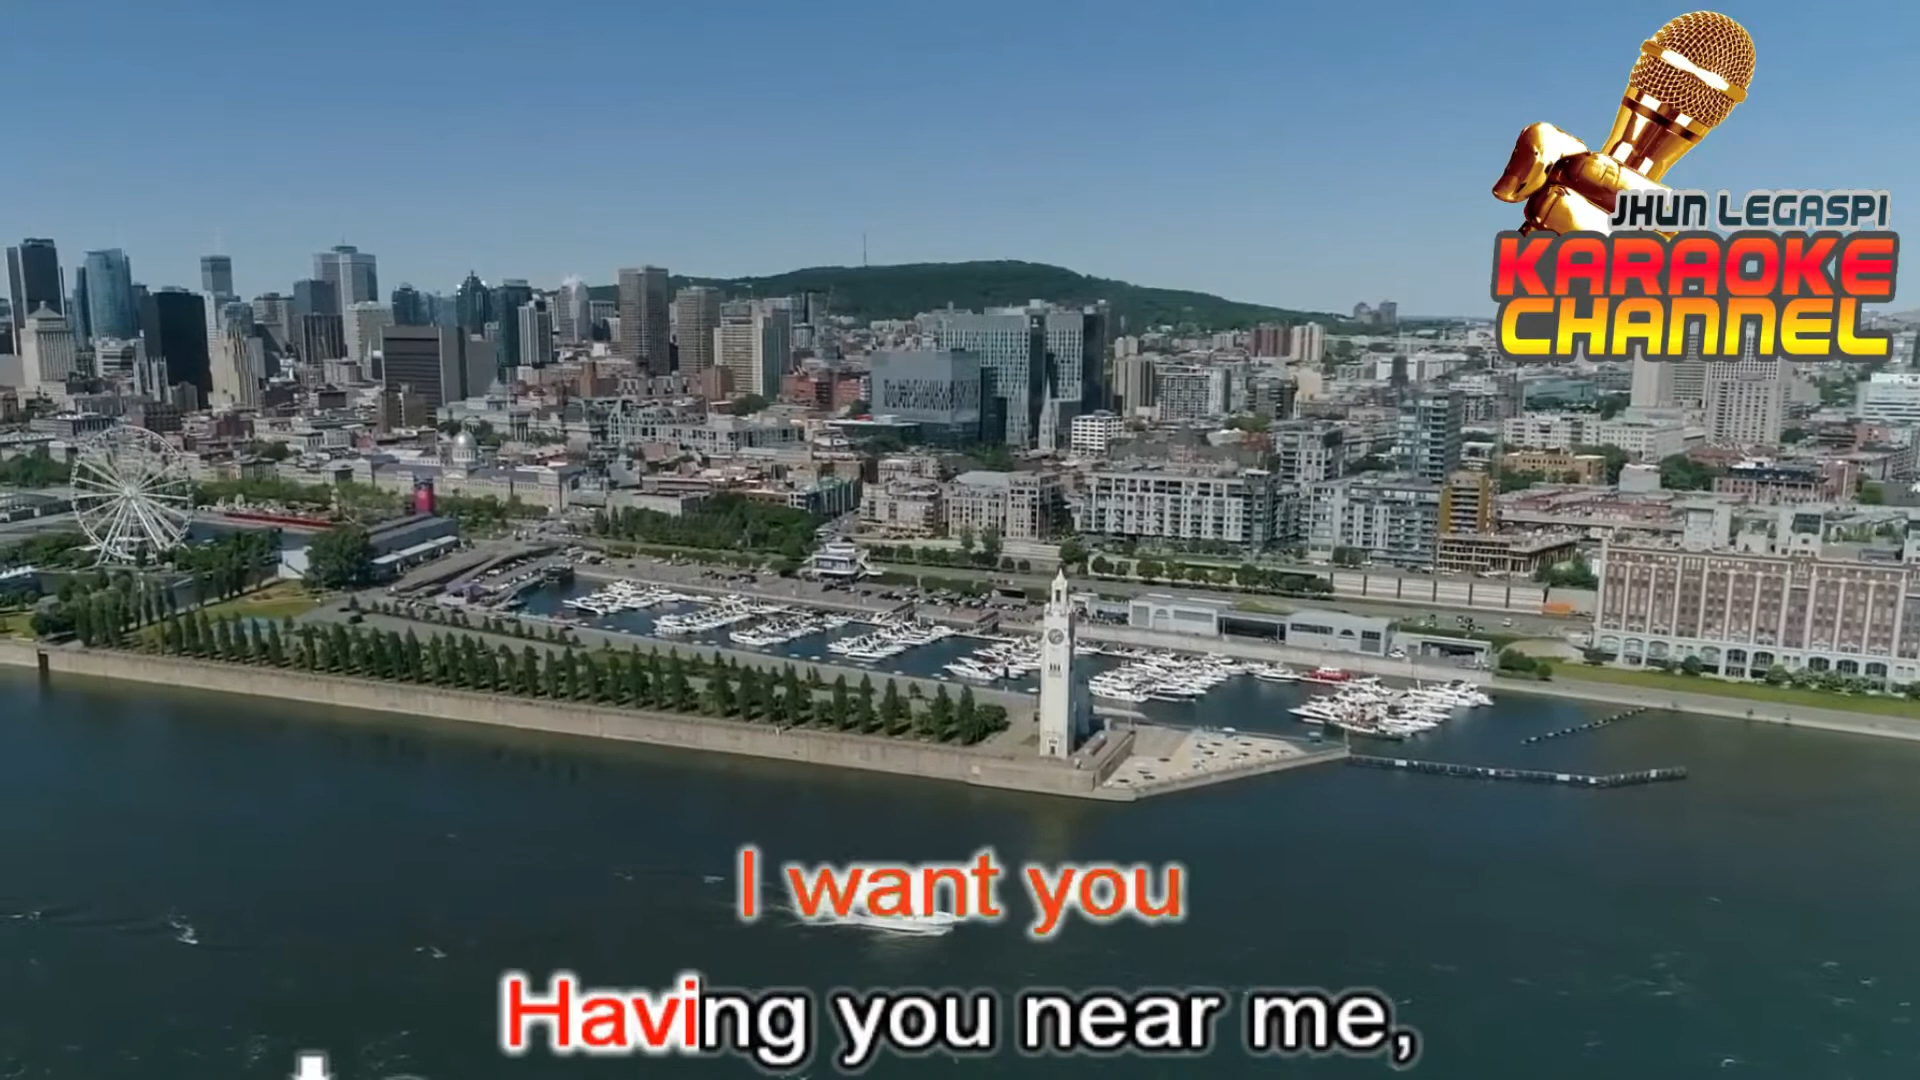 JHUN LEGASPI
KARAOKE
CHANNEL
I want you
Having you near me,